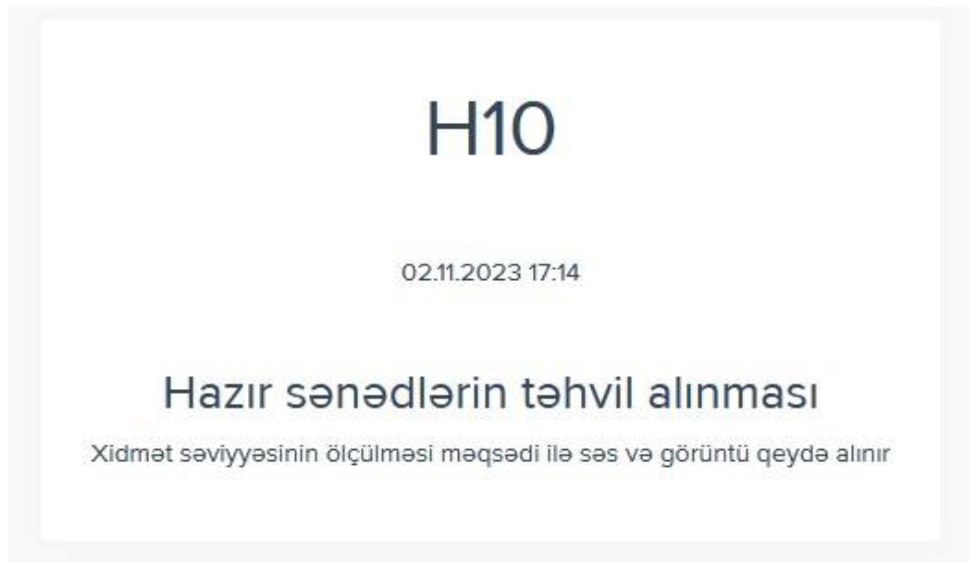 H10
02.11.2023 17:14
Hazır sənədlərin təhvil alınması
Xidmət səviyyəsinin ölçülməsi məqsədi ilə səs və görüntü qeydə alınır